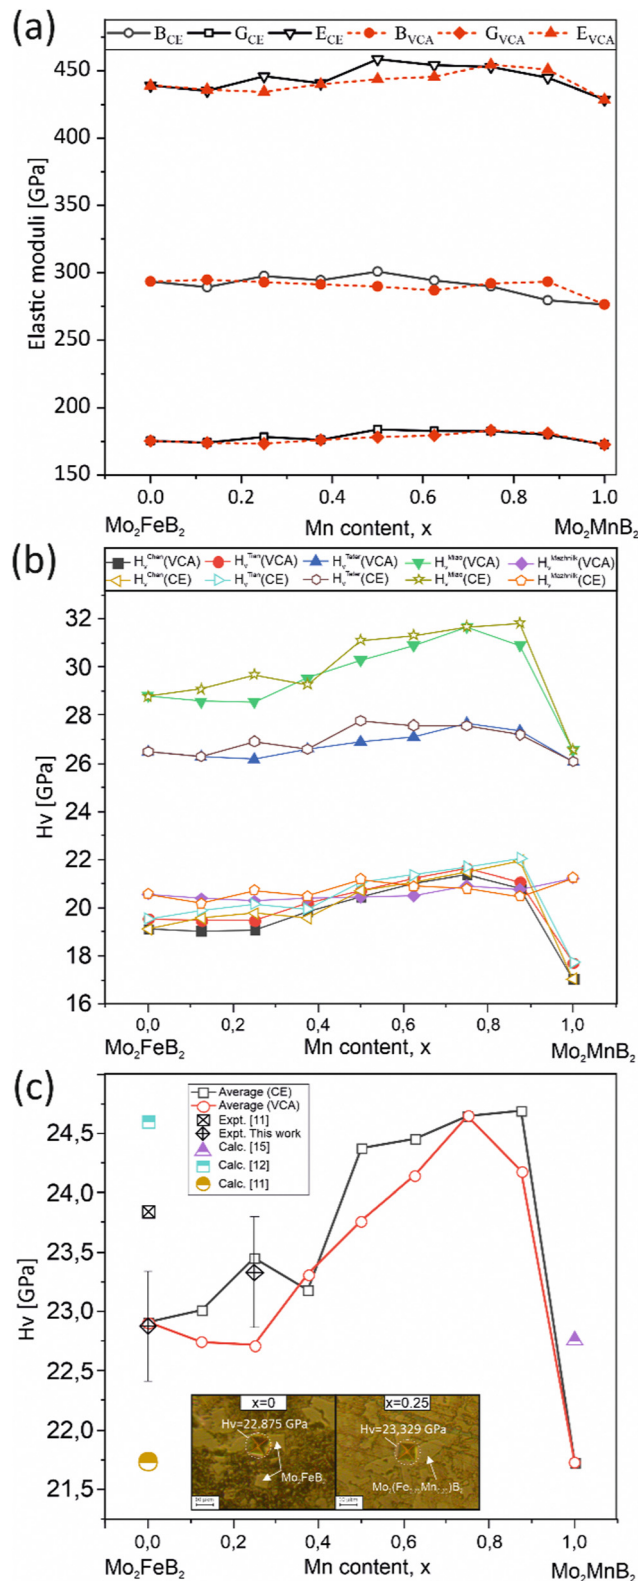 (a)
B_CE G_CE E_CE B_VCA G_VCA E_VCA
450
400
350
300
250
200
150
Elastic moduli [GPa]
0.0 0.2 0.4 0.6 0.8 1.0
Mo₂FeB₂ Mn content, x Mo₂MnB₂
(b)
H_v^Chen(VCA) H_v^Tian(VCA) H_v^Teter(VCA) H_v^Miao(VCA) H_v^Mazhnik(VCA)
H_v^Chen(CE) H_v^Tian(CE) H_v^Teter(CE) H_v^Miao(CE) H_v^Mazhnik(CE)
32
30
28
26
24
22
20
18
16
Hv [GPa]
0,0 0,2 0,4 0,6 0,8 1,0
Mo₂FeB₂ Mn content, x Mo₂MnB₂
(c)
Average (CE)
Average (VCA)
Expt. [11]
Expt. This work
Calc. [15]
Calc. [12]
Calc. [11]
24,5
24,0
23,5
23,0
22,5
22,0
21,5
Hv [GPa]
x=0 x=0.25
Hv=22,875 GPa Hv=23,329 GPa
0,0 0,2 0,4 0,6 0,8 1,0
Mo₂FeB₂ Mn content, x Mo₂MnB₂